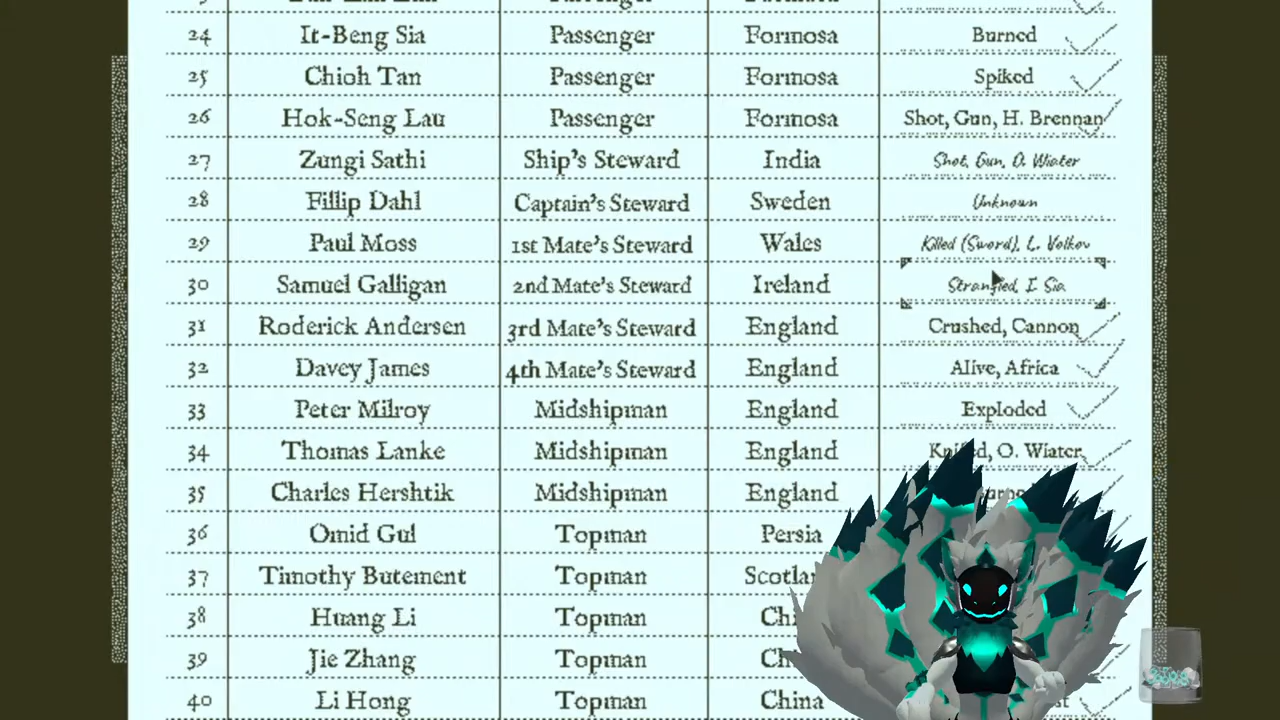 24 It-Beng Sia Passenger Formosa Burned
25 Chioh Tan Passenger Formosa Spiked
26 Hok-Seng Lau Passenger Formosa Shot, Gun, H. Brennan
27 Zungi Sathi Ship's Steward India Shot, Gun, O. Wiater
28 Fillip Dahl Captain's Steward Sweden Unknown
29 Paul Moss 1st Mate's Steward Wales Killed (Sword), L. Volkov
30 Samuel Galligan 2nd Mate's Steward Ireland Strangled, I. Sia
31 Roderick Andersen 3rd Mate's Steward England Crushed, Cannon
32 Davey James 4th Mate's Steward England Alive, Africa
33 Peter Milroy Midshipman England Exploded
34 Thomas Lanke Midshipman England Knifed, O. Wiater
35 Charles Hershtik Midshipman England
36 Omid Gul Topman Persia
37 Timothy Butement Topman
38 Huang Li Topman
39 Jie Zhang Topman
40 Li Hong Topman China